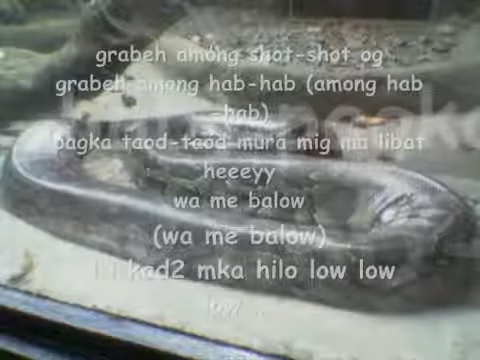 grabeh among shot-shot og
grabeh among hab-hab (among hab
-hab)
pagka taod-taod mura mig ma libat
heeeyy
wa me balow
(wa me balow)
kad2 mka hilo low low